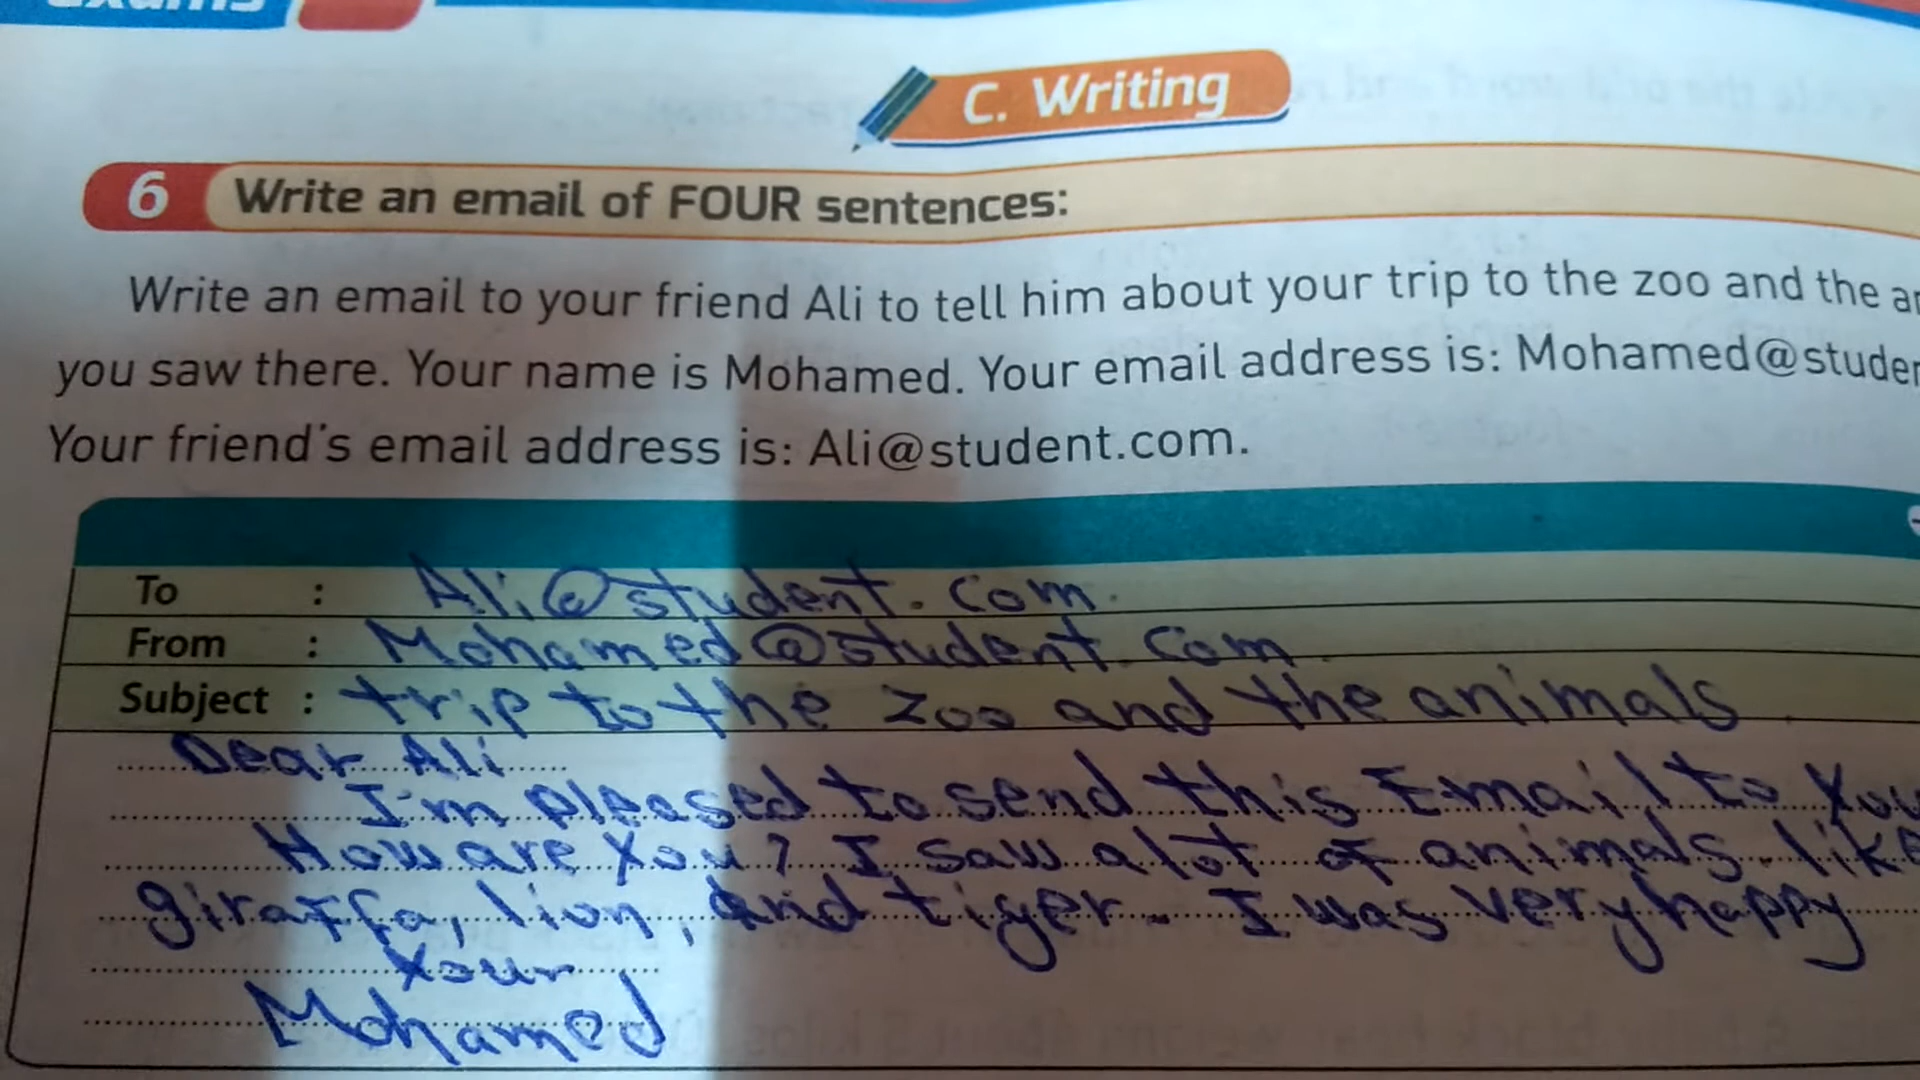 exams
C. Writing
6 Write an email of FOUR sentences:
Write an email to your friend Ali to tell him about your trip to the zoo and the
you saw there. Your name is Mohamed. Your email address is: Mohamed@studen
Your friend's email address is: Ali@student.com.
To : Ali@student.com.
From : Mohamed@student.com
Subject : trip to the zoo and the animals
Dear Ali
I'm pleased to send this Email to You
How are You? I saw a lot of animals. like
giraffa, lion, and tiger. I was very happy
Your
Mohamed